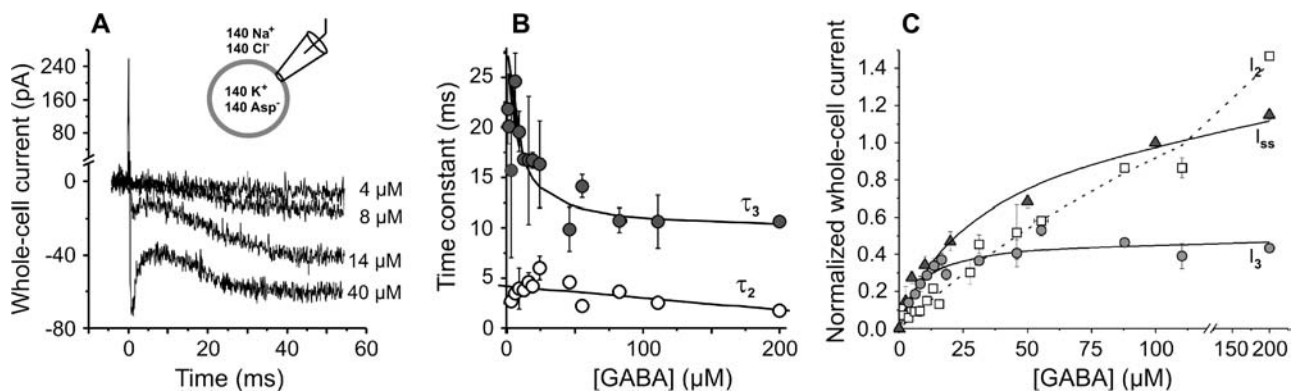 A
Whole-cell current (pA)
240
160
80
0
-40
-80
0 10 20 30 40 50 60
Time (ms)
140 Na⁺
140 Cl⁻
140 K⁺
140 Asp⁻
4 µM
8 µM
14 µM
40 µM
B
Time constant (ms)
25
20
15
10
5
0
0 50 100 150 200
[GABA] (µM)
τ₃
τ₂
C
Normalized whole-cell current
1.4
1.2
1.0
0.8
0.6
0.4
0.2
0.0
0 25 50 75 100 150 200
[GABA] (µM)
I₂
Iₛₛ
I₃